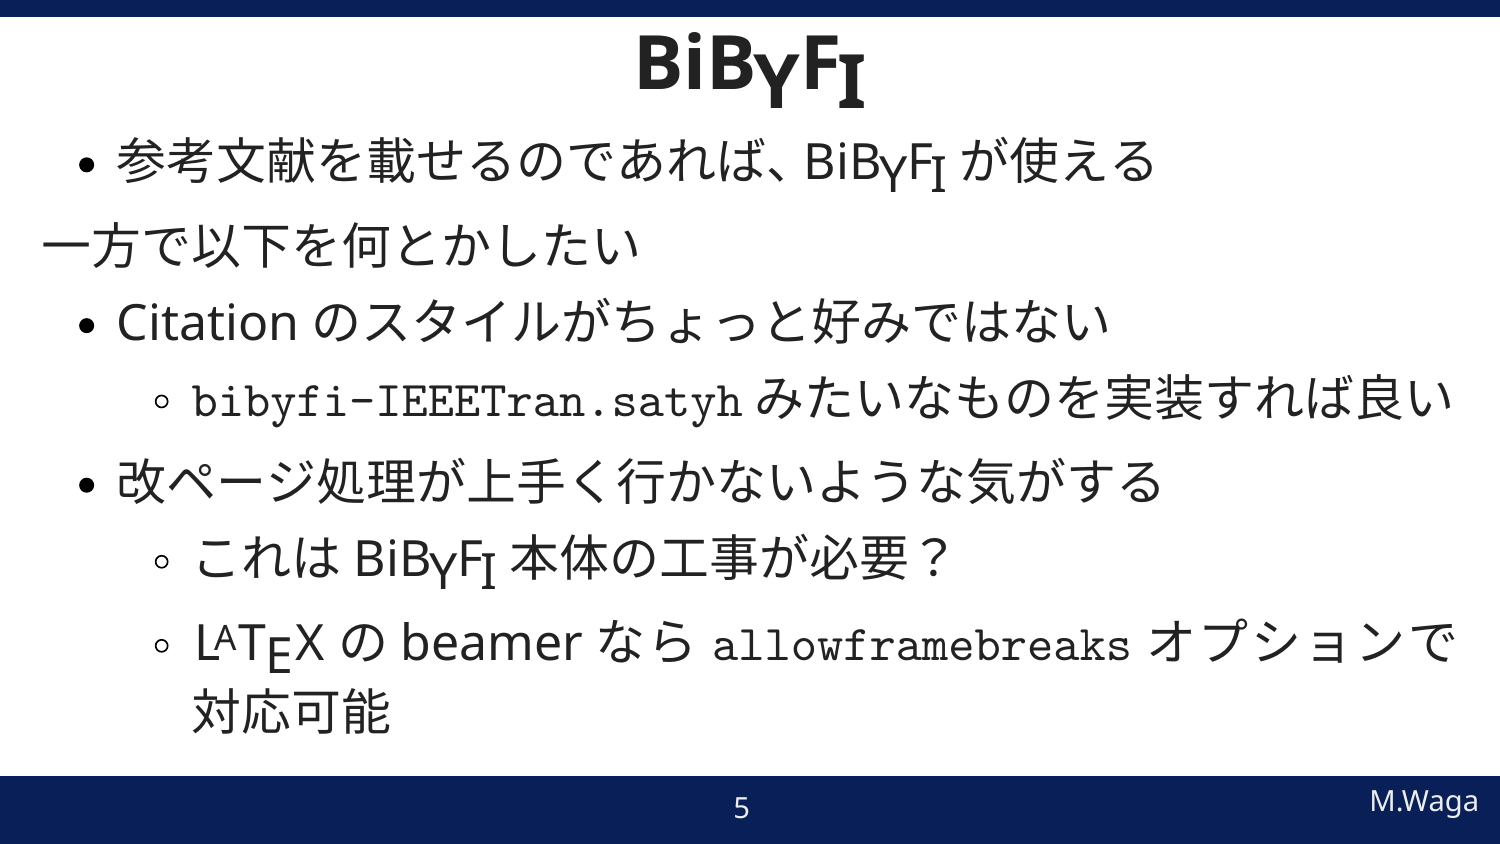 BiBYFI
• 参考文献を載せるのであれば、BiBYFI が使える
一方で以下を何とかしたい
• Citation のスタイルがちょっと好みではない
◦ bibyfi-IEEETran.satyh みたいなものを実装すれば良い
• 改ページ処理が上手く行かないような気がする
◦ これは BiBYFI 本体の工事が必要？
◦ LATEX の beamer なら allowframebreaks オプションで
対応可能
5
M.Waga